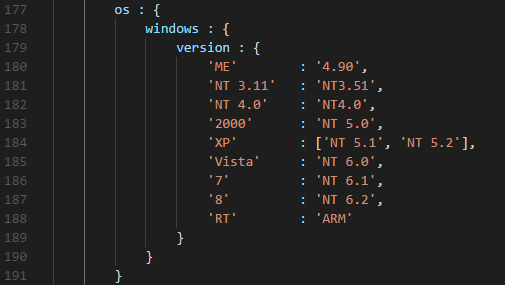 177 os : {
178 windows : {
179 version : {
180 'ME' : '4.90',
181 'NT 3.11' : 'NT3.51',
182 'NT 4.0' : 'NT4.0',
183 '2000' : 'NT 5.0',
184 'XP' : ['NT 5.1', 'NT 5.2'],
185 'Vista' : 'NT 6.0',
186 '7' : 'NT 6.1',
187 '8' : 'NT 6.2',
188 'RT' : 'ARM'
189 }
190 }
191 }